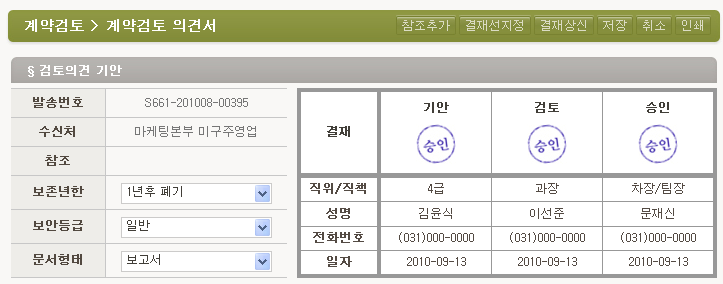 계약검토 > 계약검토 의견서
참조추가 결재선지정 결재상신 저장 취소 인쇄
§ 검토의견 기안
발송번호 S661-201008-00395
수신처 마케팅본부 미구주영업
참조
보존년한 1년후 폐기
보안등급 일반
문서형태 보고서
결재 기안 검토 승인
승인 승인 승인
직위/직책 4급 과장 차장/팀장
성명 김윤식 이선준 문재신
전화번호 (031)000-0000 (031)000-0000 (031)000-0000
일자 2010-09-13 2010-09-13 2010-09-13